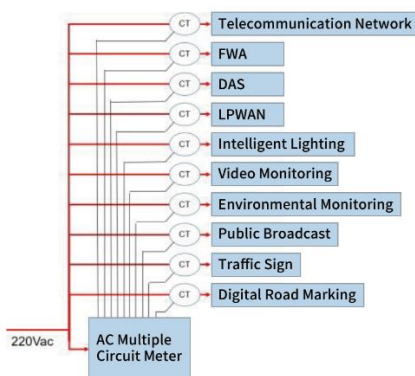 CT Telecommunication Network
CT FWA
CT DAS
CT LPWAN
CT Intelligent Lighting
CT Video Monitoring
CT Environmental Monitoring
CT Public Broadcast
CT Traffic Sign
CT Digital Road Marking
220Vac
AC Multiple
Circuit Meter